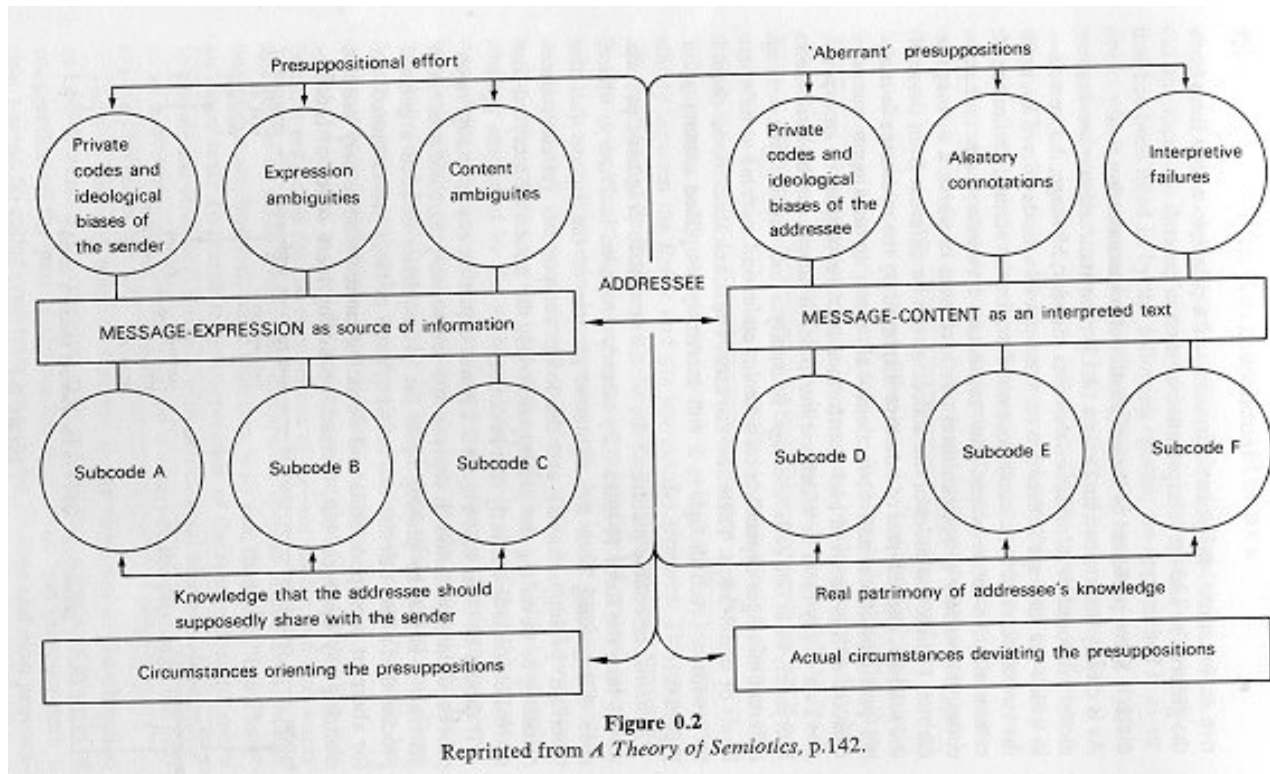 Presuppositional effort
'Aberrant' presuppositions
Private
codes and
ideological
biases of
the sender
Expression
ambiguities
Content
ambiguites
Private
codes and
ideological
biases of the
addressee
Aleatory
connotations
Interpretive
failures
MESSAGE-EXPRESSION as source of information
ADDRESSEE
MESSAGE-CONTENT as an interpreted text
Subcode A
Subcode B
Subcode C
Subcode D
Subcode E
Subcode F
Knowledge that the addressee should
supposedly share with the sender
Real patrimony of addressee's knowledge
Circumstances orienting the presuppositions
Actual circumstances deviating the presuppositions
Figure 0.2
Reprinted from A Theory of Semiotics, p.142.